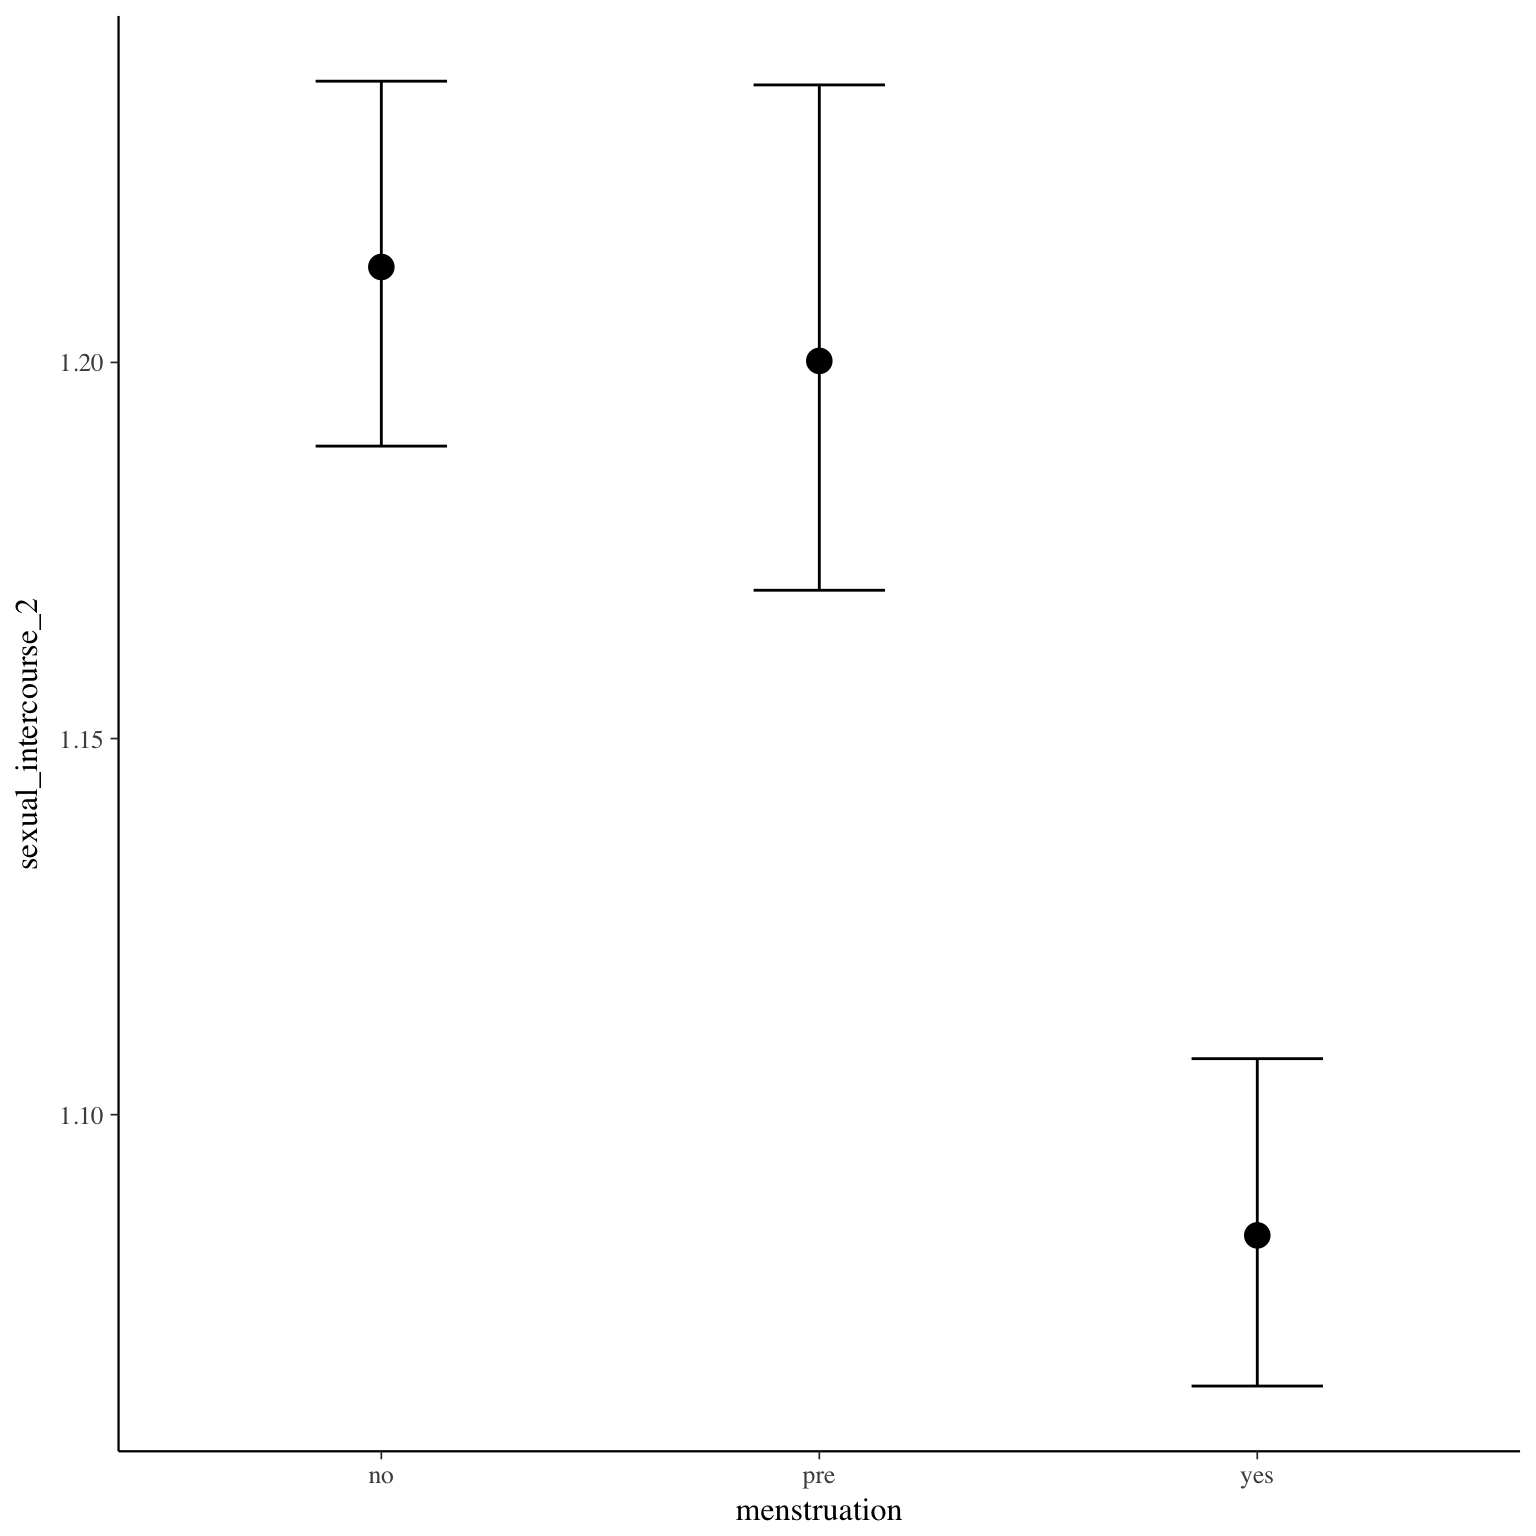 sexual_intercourse_2
1.20
1.15
1.10
no
pre
yes
menstruation